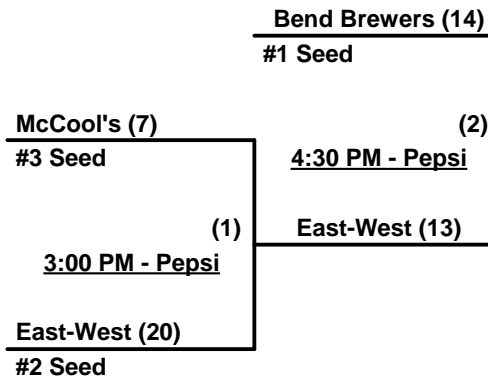 Bend Brewers (14)
#1 Seed
McCool's (7)
(2)
#3 Seed
4:30 PM - Pepsi
(1)
East-West (13)
3:00 PM - Pepsi
East-West (20)
#2 Seed